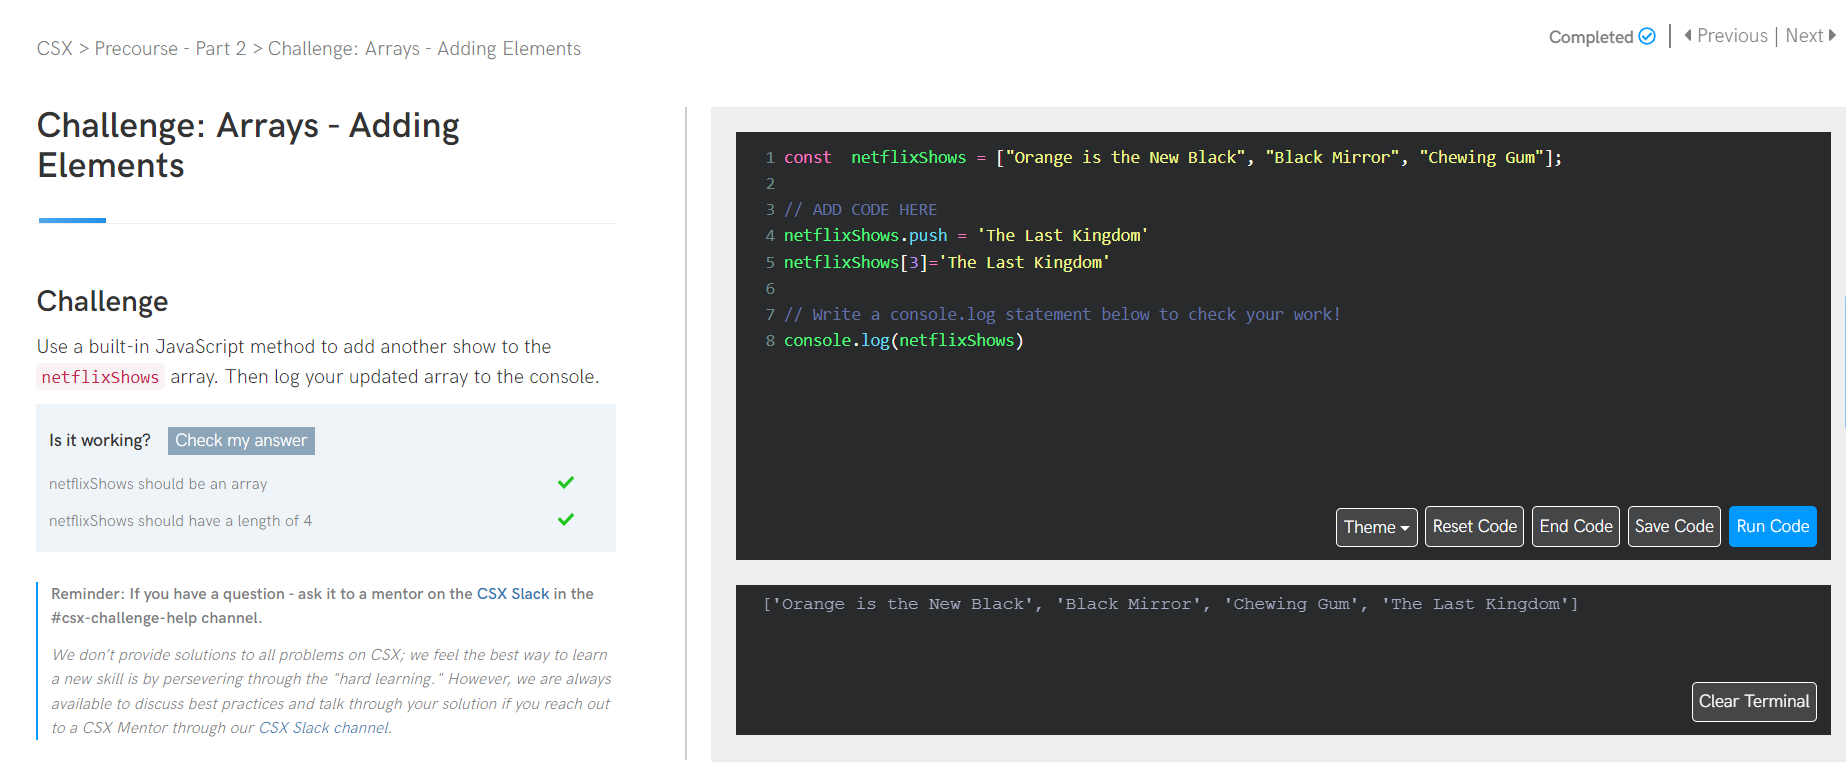 CSX > Precourse - Part 2 > Challenge: Arrays - Adding Elements
Completed | Previous | Next
Challenge: Arrays - Adding
Elements
Challenge
Use a built-in JavaScript method to add another show to the
netflixShows array. Then log your updated array to the console.
Is it working? Check my answer
netflixShows should be an array
netflixShows should have a length of 4
Reminder: If you have a question - ask it to a mentor on the CSX Slack in the
#csx-challenge-help channel.
We don't provide solutions to all problems on CSX; we feel the best way to learn
a new skill is by persevering through the "hard learning." However, we are always
available to discuss best practices and talk through your solution if you reach out
to a CSX Mentor through our CSX Slack channel.
1 const  netflixShows = ["Orange is the New Black", "Black Mirror", "Chewing Gum"];
2
3 // ADD CODE HERE
4 netflixShows.push = 'The Last Kingdom'
5 netflixShows[3]='The Last Kingdom'
6
7 // Write a console.log statement below to check your work!
8 console.log(netflixShows)
Theme Reset Code End Code Save Code Run Code
['Orange is the New Black', 'Black Mirror', 'Chewing Gum', 'The Last Kingdom']
Clear Terminal